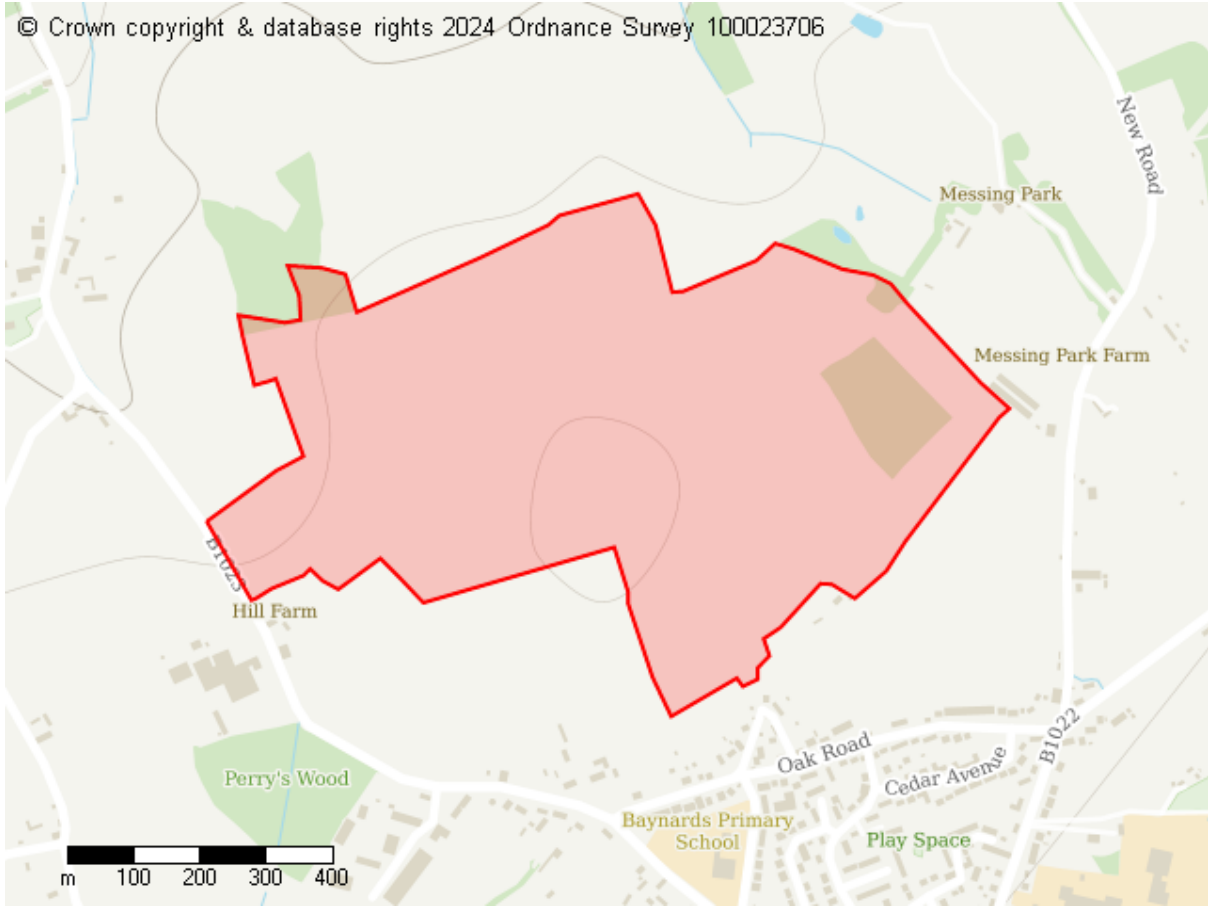 © Crown copyright & database rights 2024 Ordnance Survey 100023706
New Road
Messing Park
Messing Park Farm
B1023
Hill Farm
B1022
Oak Road
Cedar Avenue
Perry's Wood
Baynards Primary
School
Play Space
m 100 200 300 400